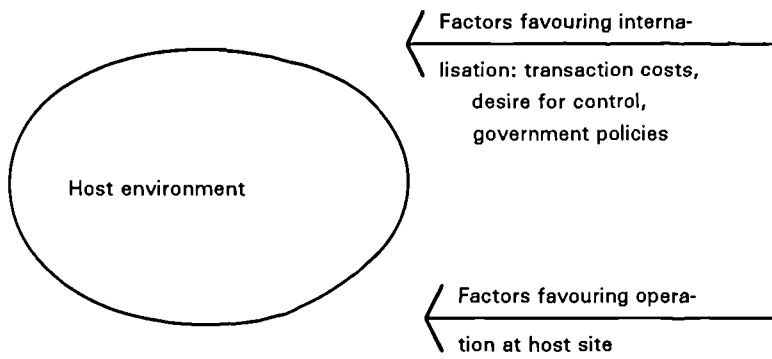 Factors favouring interna-
lisation: transaction costs,
desire for control,
government policies
Host environment
Factors favouring opera-
tion at host site